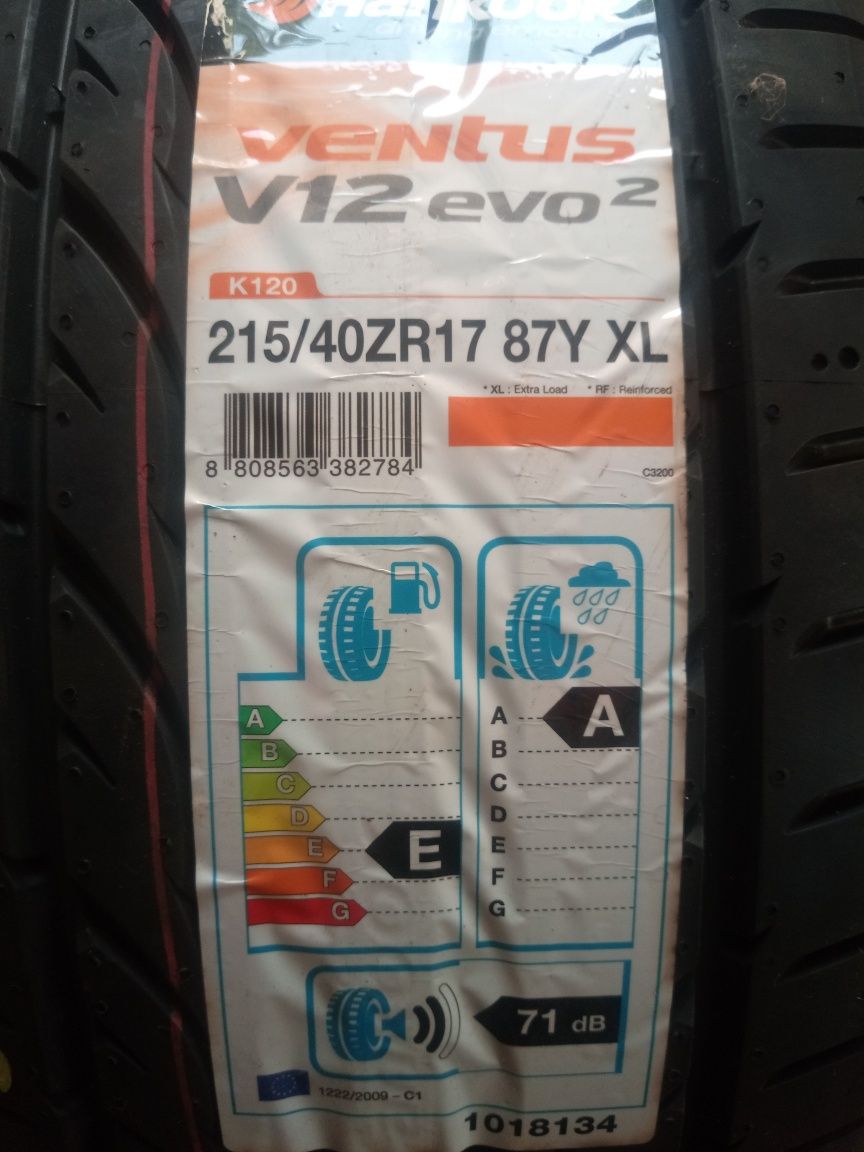 Hankook
ventus
V12 evo²
K120
215/40ZR17 87Y XL
* XL : Extra Load * RF : Reinforced
8 808563 382784
C3200
A
B
C
D
E
F
G
E
A
B
C
D
E
F
G
A
71 dB
1222/2009 - C1
1018134